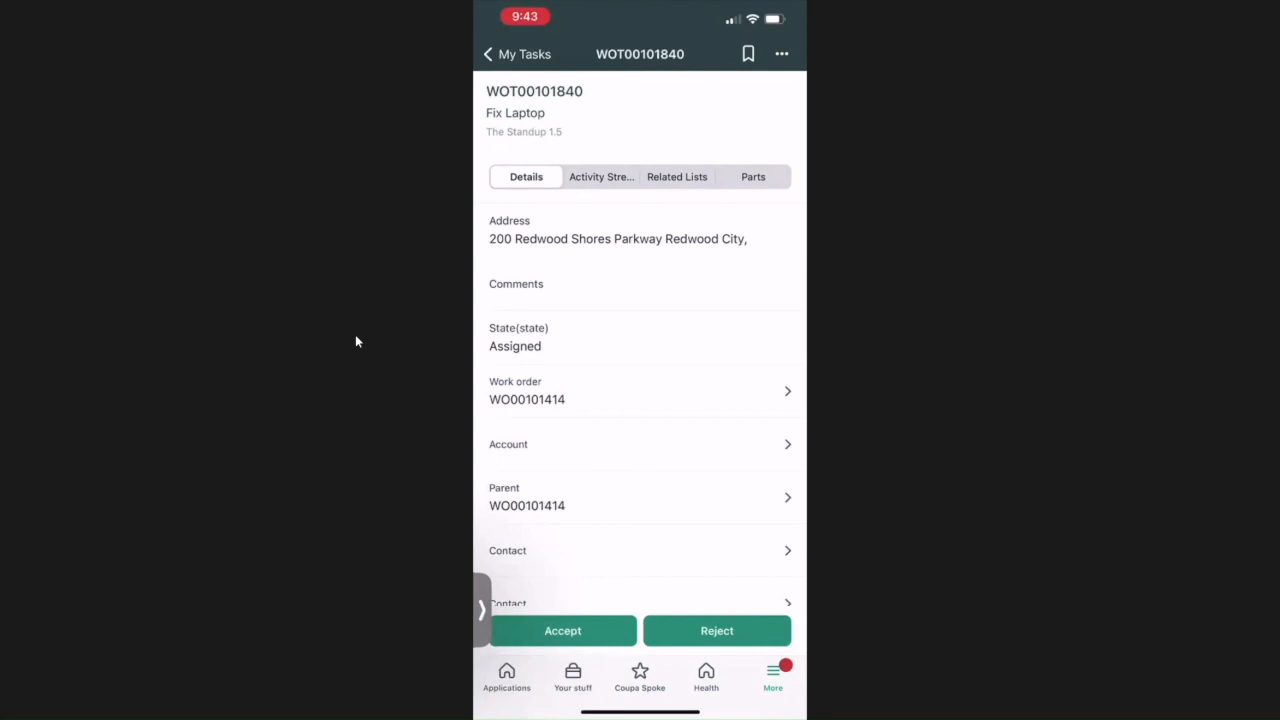 9:43
My Tasks
WOT00101840
WOT00101840
Fix Laptop
The Standup 1.5
Details
Activity Stre...
Related Lists
Parts
Address
200 Redwood Shores Parkway Redwood City,
Comments
State(state)
Assigned
Work order
WO00101414
Account
Parent
WO00101414
Contact
Contact
Accept
Reject
Applications
Your stuff
Coupa Spoke
Health
More